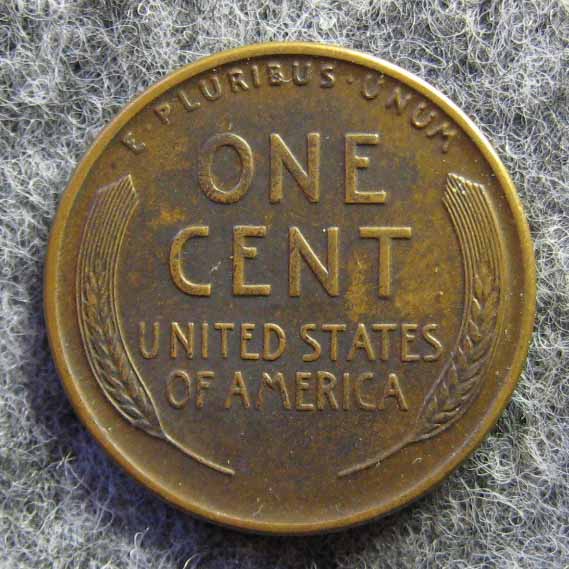 E · PLURIBUS · UNUM
ONE
CENT
UNITED STATES
OF AMERICA